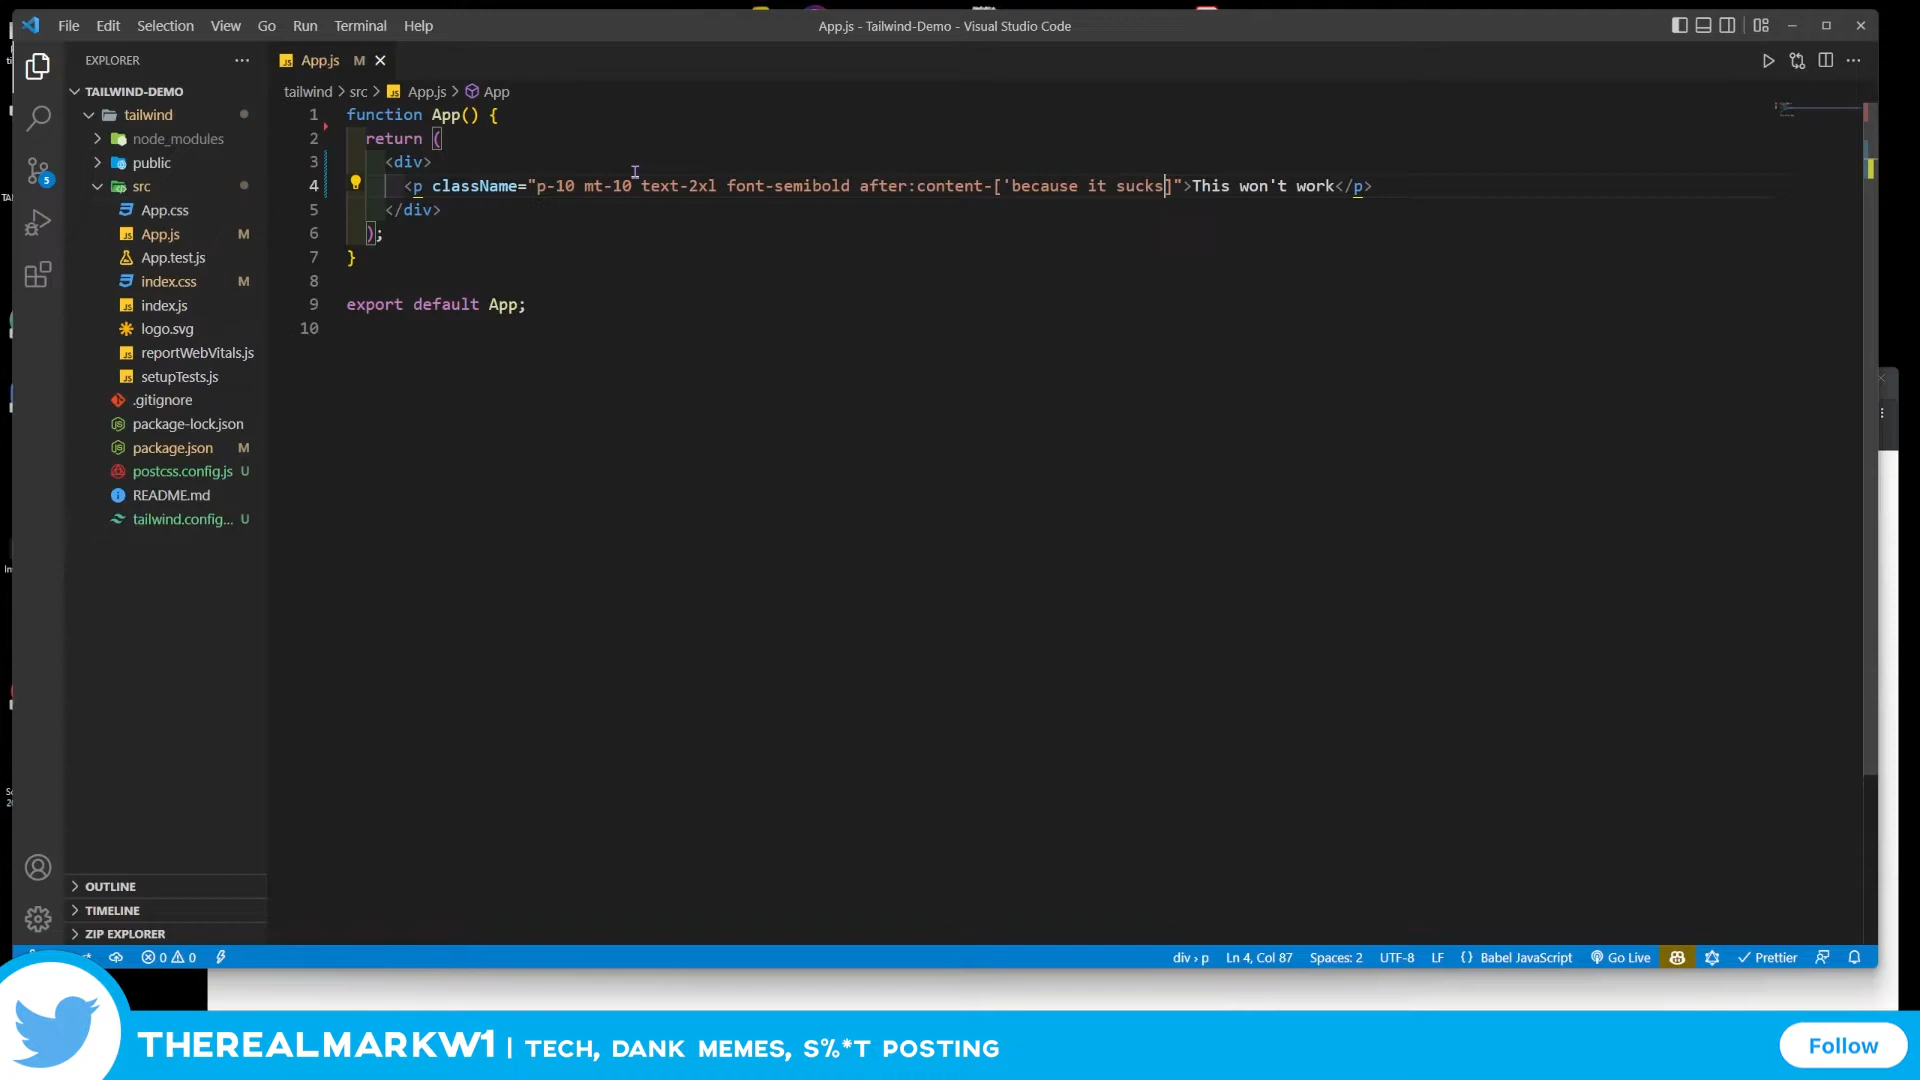 File Edit Selection View Go Run Terminal Help
App.js - Tailwind-Demo - Visual Studio Code
EXPLORER
App.js M
TAILWIND-DEMO
tailwind > src > App.js > App
tailwind
node_modules
public
src
App.css
App.js M
App.test.js
index.css M
index.js
logo.svg
reportWebVitals.js
setupTests.js
.gitignore
package-lock.json
package.json M
postcss.config.js U
README.md
tailwind.config... U
OUTLINE
TIMELINE
ZIP EXPLORER
5
1 function App() {
2 return (
3 <div>
4 <p className="p-10 mt-10 text-2xl font-semibold after:content-['because it sucks]">This won't work</p>
5 </div>
6 );
7 }
8
9 export default App;
10
0 0
div › p Ln 4, Col 87 Spaces: 2 UTF-8 LF {} Babel JavaScript Go Live Prettier
THEREALMARKW1 | TECH, DANK MEMES, S%*T POSTING
Follow